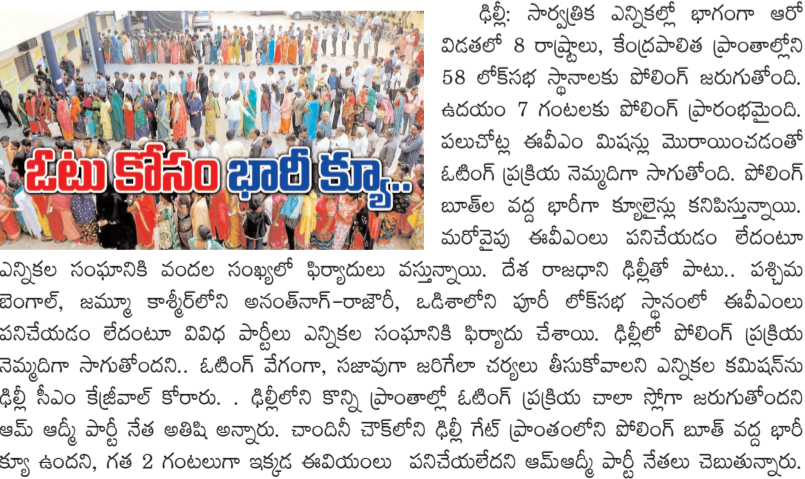 ఓటు కోసం భారీ క్యూ..
ఢిల్లీ: సార్వత్రిక ఎన్నికల్లో భాగంగా ఆరో
విడతలో 8 రాష్ట్రాలు, కేంద్రపాలిత ప్రాంతాల్లోని
58 లోక్‌సభ స్థానాలకు పోలింగ్ జరుగుతోంది.
ఉదయం 7 గంటలకు పోలింగ్ ప్రారంభమైంది.
పలుచోట్ల ఈవీఎం మిషన్లు మొరాయించడంతో
ఓటింగ్ ప్రక్రియ నెమ్మదిగా సాగుతోంది. పోలింగ్
బూత్‌ల వద్ద భారీగా క్యూలైన్లు కనిపిస్తున్నాయి.
మరోవైపు ఈవీఎంలు పనిచేయడం లేదంటూ
ఎన్నికల సంఘానికి వందల సంఖ్యలో ఫిర్యాదులు వస్తున్నాయి. దేశ రాజధాని ఢిల్లీతో పాటు.. పశ్చిమ
బెంగాల్, జమ్మూ కాశ్మీర్‌లోని అనంత్‌నాగ్-రాజౌరీ, ఒడిశాలోని పూరీ లోక్‌సభ స్థానంలో ఈవీఎంలు
పనిచేయడం లేదంటూ వివిధ పార్టీలు ఎన్నికల సంఘానికి ఫిర్యాదు చేశాయి. ఢిల్లీలో పోలింగ్ ప్రక్రియ
నెమ్మదిగా సాగుతోందని.. ఓటింగ్ వేగంగా, సజావుగా జరిగేలా చర్యలు తీసుకోవాలని ఎన్నికల కమిషన్‌ను
ఢిల్లీ సీఎం కేజ్రీవాల్ కోరారు. . ఢిల్లీలోని కొన్ని ప్రాంతాల్లో ఓటింగ్ ప్రక్రియ చాలా స్లోగా జరుగుతోందని
ఆమ్ ఆద్మీ పార్టీ నేత అతిషి అన్నారు. చాందినీ చౌక్‌లోని ఢిల్లీ గేట్ ప్రాంతంలోని పోలింగ్ బూత్ వద్ద భారీ
క్యూ ఉందని, గత 2 గంటలుగా ఇక్కడ ఈవియంలు పనిచేయలేదని ఆమ్‌ఆద్మీ పార్టీ నేతలు చెబుతున్నారు.